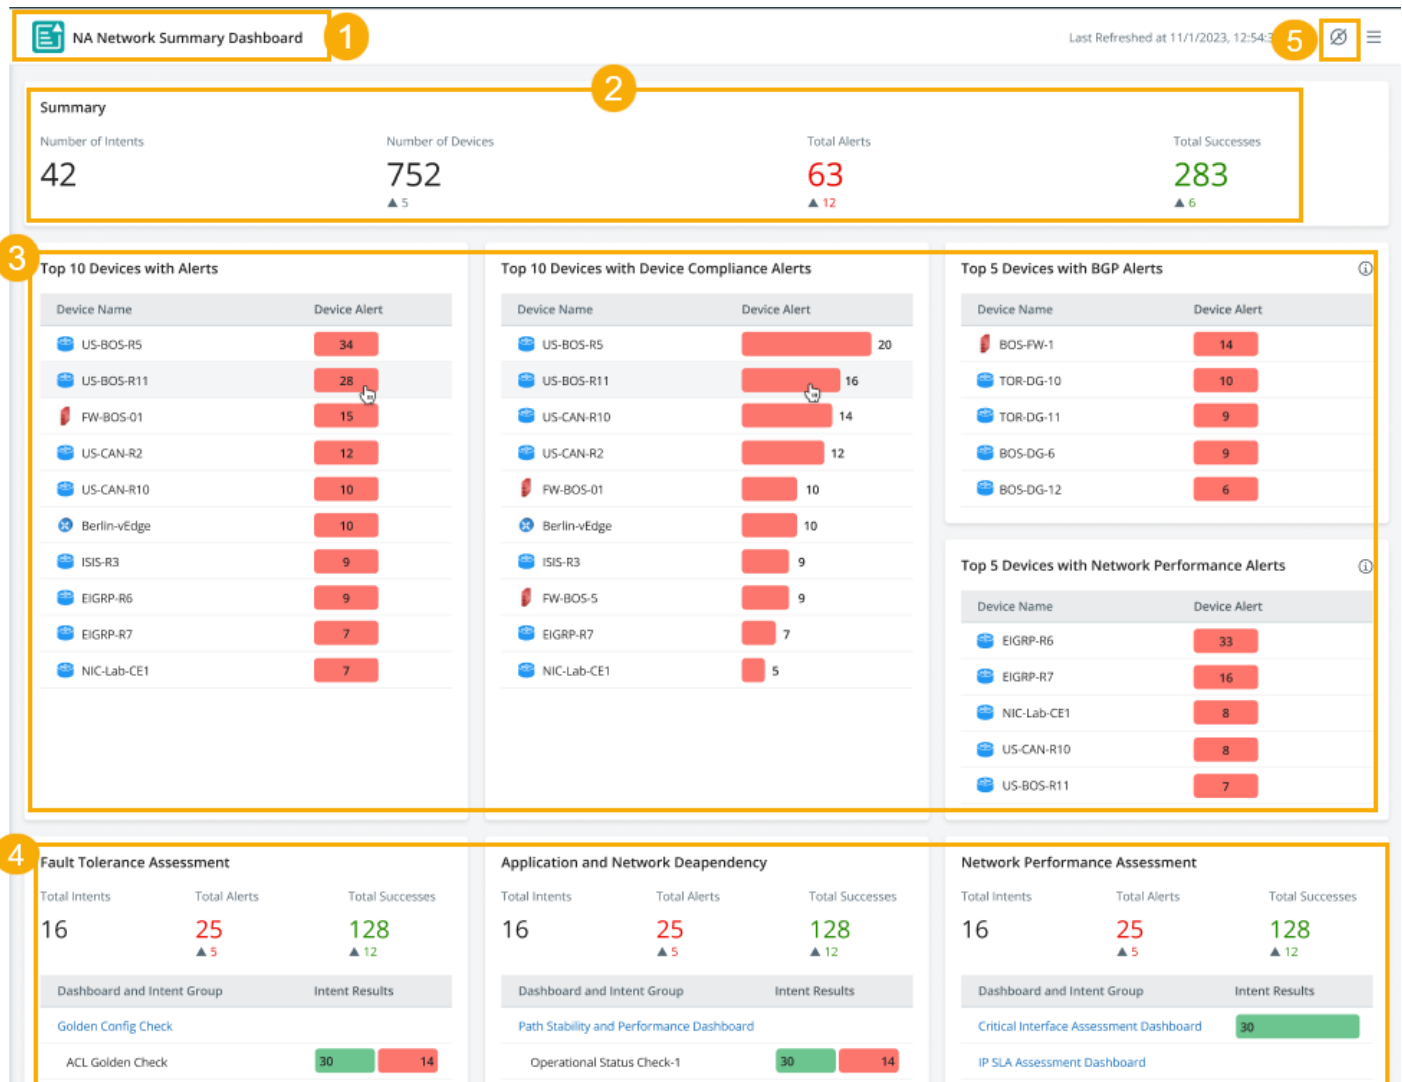 NA Network Summary Dashboard
1
Last Refreshed at 11/1/2023, 12:54:
5
2
Summary
Number of Intents
Number of Devices
Total Alerts
Total Successes
42
752
63
283
▲ 5
▲ 12
▲ 6
3
Top 10 Devices with Alerts
Device Name Device Alert
US-BOS-R5 34
US-BOS-R11 28
FW-BOS-01 15
US-CAN-R2 12
US-CAN-R10 10
Berlin-vEdge 10
ISIS-R3 9
EIGRP-R6 9
EIGRP-R7 7
NIC-Lab-CE1 7
Top 10 Devices with Device Compliance Alerts
Device Name Device Alert
US-BOS-R5 20
US-BOS-R11 16
US-CAN-R10 14
US-CAN-R2 12
FW-BOS-01 10
Berlin-vEdge 10
ISIS-R3 9
FW-BOS-5 9
EIGRP-R7 7
NIC-Lab-CE1 5
Top 5 Devices with BGP Alerts
Device Name Device Alert
BOS-FW-1 14
TOR-DG-10 10
TOR-DG-11 9
BOS-DG-6 9
BOS-DG-12 6
Top 5 Devices with Network Performance Alerts
Device Name Device Alert
EIGRP-R6 33
EIGRP-R7 16
NIC-Lab-CE1 8
US-CAN-R10 8
US-BOS-R11 7
4
Fault Tolerance Assessment
Total Intents Total Alerts Total Successes
16 25 128
▲ 5 ▲ 12
Dashboard and Intent Group Intent Results
Golden Config Check
ACL Golden Check 30 14
Application and Network Deapendency
Total Intents Total Alerts Total Successes
16 25 128
▲ 5 ▲ 12
Dashboard and Intent Group Intent Results
Path Stability and Performance Dashboard
Operational Status Check-1 30 14
Network Performance Assessment
Total Intents Total Alerts Total Successes
16 25 128
▲ 5 ▲ 12
Dashboard and Intent Group Intent Results
Critical Interface Assessment Dashboard 30
IP SLA Assessment Dashboard